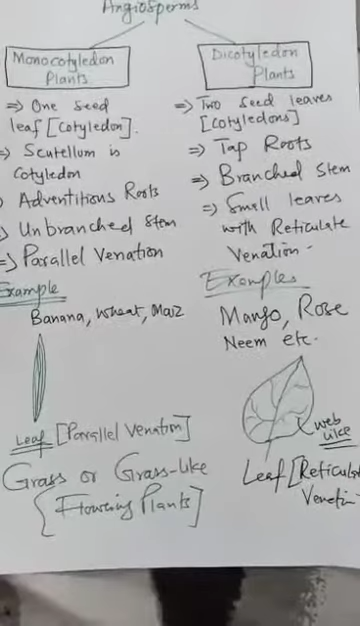 Angiosperms
Monocotyledon
Plants
⇒ One Seed
leaf [Cotyledon].
⇒ Scutellum is
Cotyledon
⇒ Adventitious Roots
⇒ Unbranched Stem
⇒ Parallel Venation
Example
Banana, Wheat, Maiz
Leaf [Parallel Venation]
Grass or Grass-like
[Flowering Plants]
Dicotyledon
Plants
⇒ Two Seed leaves
[Cotyledons]
⇒ Tap Roots
⇒ Branched Stem
⇒ Small leaves
with Reticulate
Venation.
Exemples
Mango, Rose
Neem etc.
web
like
Leaf [Reticulat
Venetin